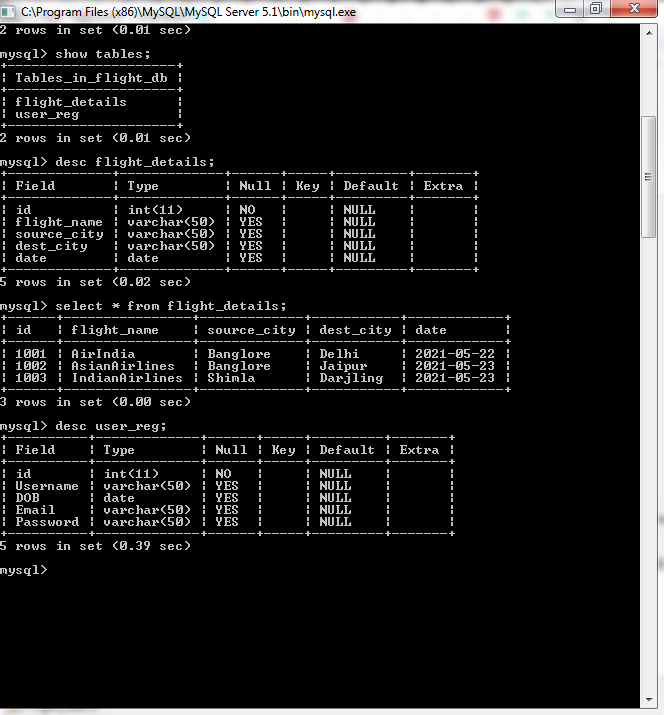 C:\Program Files (x86)\MySQL\MySQL Server 5.1\bin\mysql.exe
2 rows in set (0.01 sec)
mysql> show tables;
+----------------------+
¦ Tables_in_flight_db ¦
+----------------------+
¦ flight_details ¦
¦ user_reg ¦
+----------------------+
2 rows in set (0.01 sec)
mysql> desc flight_details;
+-------------+-------------+------+-----+---------+-------+
¦ Field ¦ Type ¦ Null ¦ Key ¦ Default ¦ Extra ¦
+-------------+-------------+------+-----+---------+-------+
¦ id ¦ int(11) ¦ NO ¦ ¦ NULL ¦ ¦
¦ flight_name ¦ varchar(50) ¦ YES ¦ ¦ NULL ¦ ¦
¦ source_city ¦ varchar(50) ¦ YES ¦ ¦ NULL ¦ ¦
¦ dest_city ¦ varchar(50) ¦ YES ¦ ¦ NULL ¦ ¦
¦ date ¦ date ¦ YES ¦ ¦ NULL ¦ ¦
+-------------+-------------+------+-----+---------+-------+
5 rows in set (0.02 sec)
mysql> select * from flight_details;
+------+----------------+-------------+-----------+------------+
¦ id ¦ flight_name ¦ source_city ¦ dest_city ¦ date ¦
+------+----------------+-------------+-----------+------------+
¦ 1001 ¦ AirIndia ¦ Banglore ¦ Delhi ¦ 2021-05-22 ¦
¦ 1002 ¦ AsianAirlines ¦ Banglore ¦ Jaipur ¦ 2021-05-23 ¦
¦ 1003 ¦ IndianAirlines ¦ Shimla ¦ Darjling ¦ 2021-05-23 ¦
+------+----------------+-------------+-----------+------------+
3 rows in set (0.00 sec)
mysql> desc user_reg;
+----------+-------------+------+-----+---------+-------+
¦ Field ¦ Type ¦ Null ¦ Key ¦ Default ¦ Extra ¦
+----------+-------------+------+-----+---------+-------+
¦ id ¦ int(11) ¦ NO ¦ ¦ NULL ¦ ¦
¦ Username ¦ varchar(50) ¦ YES ¦ ¦ NULL ¦ ¦
¦ DOB ¦ date ¦ YES ¦ ¦ NULL ¦ ¦
¦ Email ¦ varchar(50) ¦ YES ¦ ¦ NULL ¦ ¦
¦ Password ¦ varchar(50) ¦ YES ¦ ¦ NULL ¦ ¦
+----------+-------------+------+-----+---------+-------+
5 rows in set (0.39 sec)
mysql>